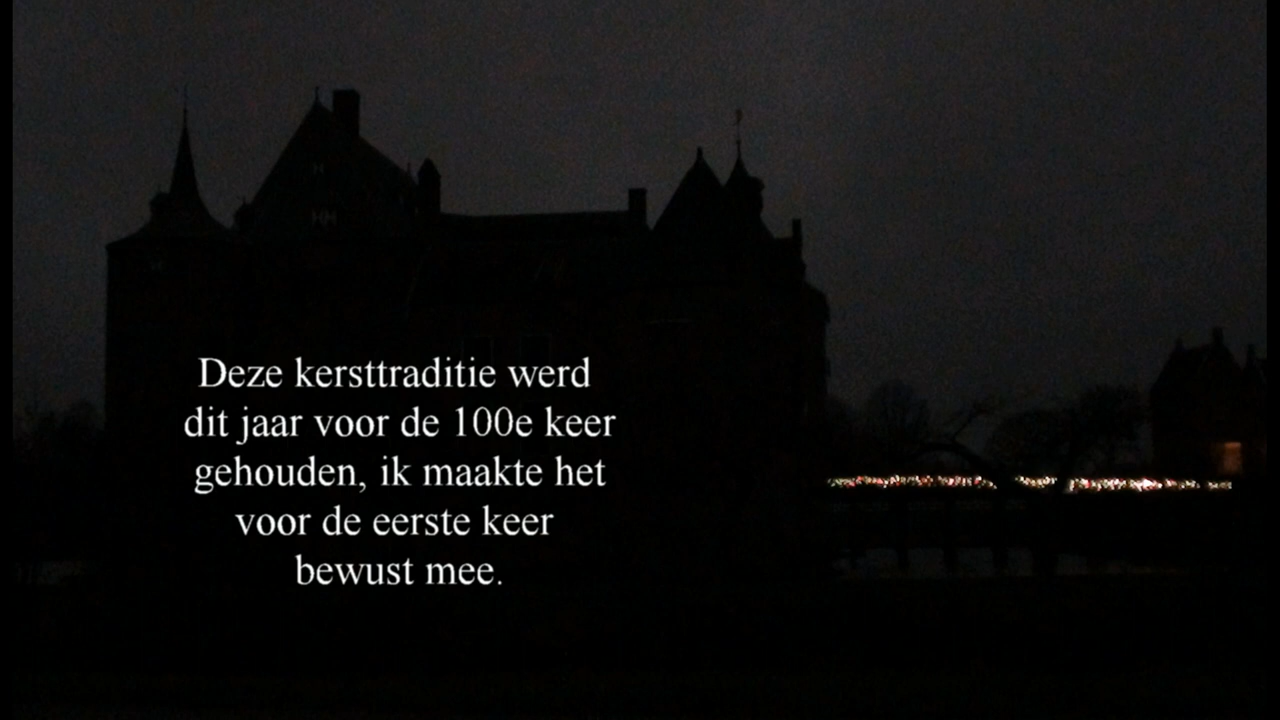 Deze kersttraditie werd
dit jaar voor de 100e keer
gehouden, ik maakte het
voor de eerste keer
bewust mee.